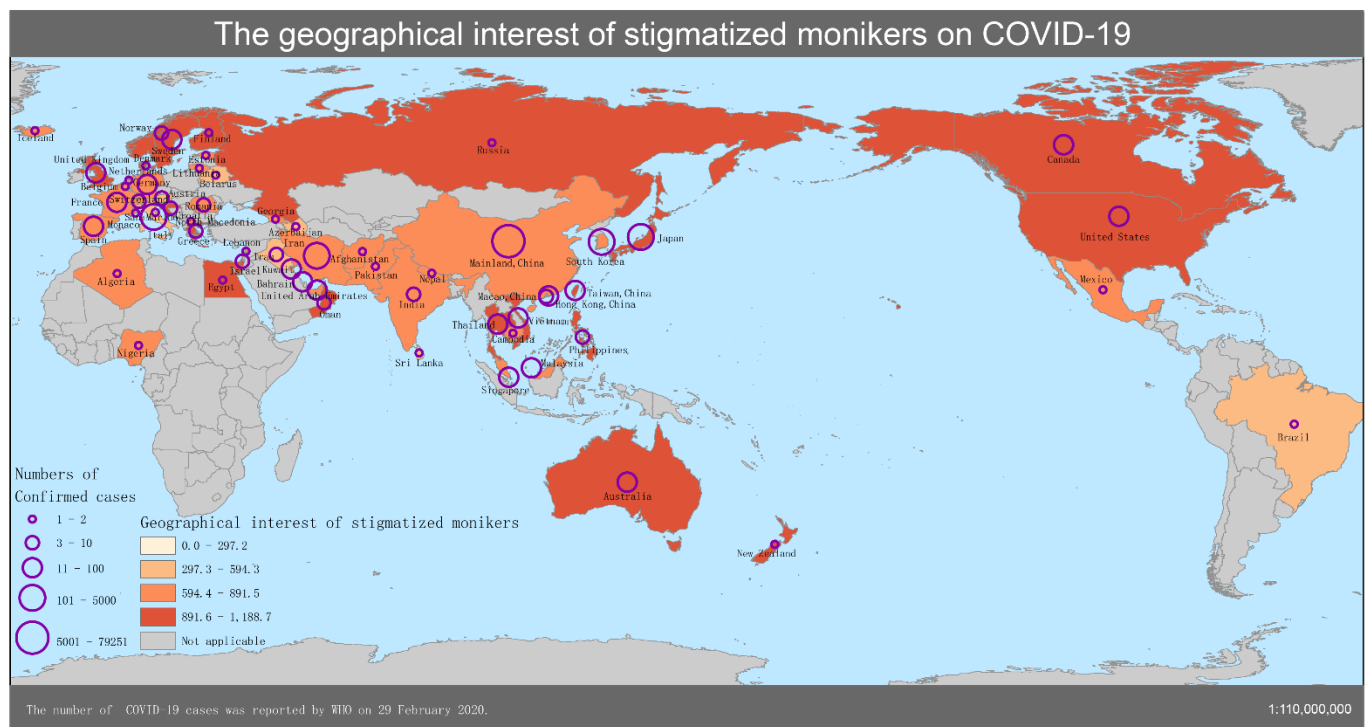 The geographical interest of stigmatized monikers on COVID-19
Iceland
Norway
Finland
Sweden
Russia
Estonia
United Kingdom
Denmark
Lithuania
Netherlands
Belarus
Germany
Belgium
Austria
France
Switzerland
Romania
Croatia
San Marino
North Macedonia
Monaco
Italy
Spain
Greece
Georgia
Azerbaijan
Lebanon
Iran
Iraq
Israel
Kuwait
Afghanistan
Pakistan
Bahrain
United Arab Emirates
Oman
Algeria
Egypt
Nigeria
Nepal
India
Sri Lanka
Mainland,China
South Korea
Japan
Macao,China
Hong Kong,China
Taiwan,China
Thailand
Vietnam
Cambodia
Philippines
Malaysia
Singapore
Australia
New Zealand
Canada
United States
Mexico
Brazil
Numbers of
Confirmed cases
1 - 2
3 - 10
11 - 100
101 - 5000
5001 - 79251
Geographical interest of stigmatized monikers
0.0 - 297.2
297.3 - 594.3
594.4 - 891.5
891.6 - 1,188.7
Not applicable
The number of COVID-19 cases was reported by WHO on 29 February 2020.
1:110,000,000